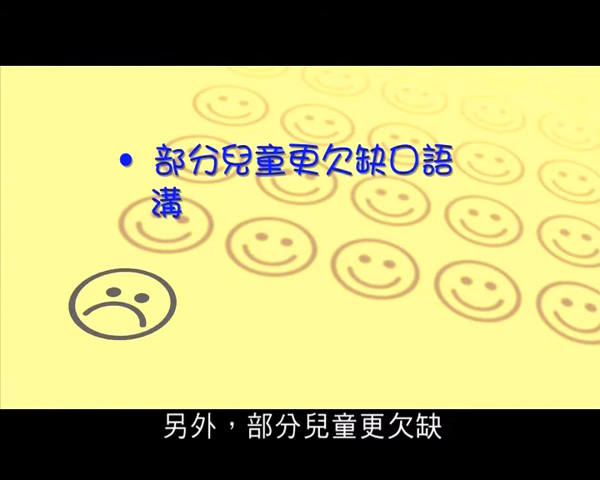 • 部分兒童更欠缺口語
溝
另外，部分兒童更欠缺